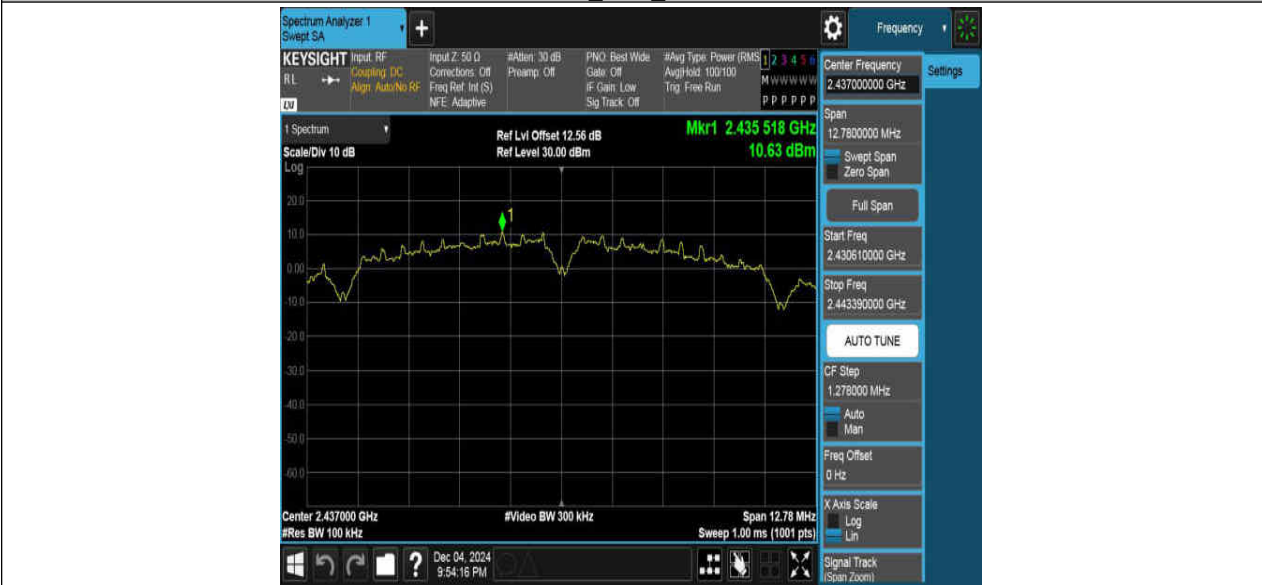 Spectrum Analyzer 1
Swept SA
+
Frequency
KEYSIGHT
RL
LXI
Input: RF
Coupling: DC
Align: Auto/No RF
Input Z: 50 Ω
Corrections: Off
Freq Ref: Int (S)
NFE: Adaptive
#Atten: 30 dB
Preamp: Off
PNO: Best Wide
Gate: Off
IF Gain: Low
Sig Track: Off
#Avg Type: Power (RMS
Avg|Hold: 100/100
Trig: Free Run
1 2 3 4 5 6
M W W W W W
P P P P P P
1 Spectrum
Scale/Div 10 dB
Log
Ref Lvl Offset 12.56 dB
Ref Level 30.00 dBm
Mkr1 2.435 518 GHz
10.63 dBm
1
20.0
10.0
0.00
-10.0
-20.0
-30.0
-40.0
-50.0
-60.0
Center 2.437000 GHz
#Res BW 100 kHz
#Video BW 300 kHz
Span 12.78 MHz
Sweep 1.00 ms (1001 pts)
Dec 04, 2024
9:54:16 PM
?
Center Frequency
2.437000000 GHz
Settings
Span
12.7800000 MHz
Swept Span
Zero Span
Full Span
Start Freq
2.430610000 GHz
Stop Freq
2.443390000 GHz
AUTO TUNE
CF Step
1.278000 MHz
Auto
Man
Freq Offset
0 Hz
X Axis Scale
Log
Lin
Signal Track
(Span Zoom)